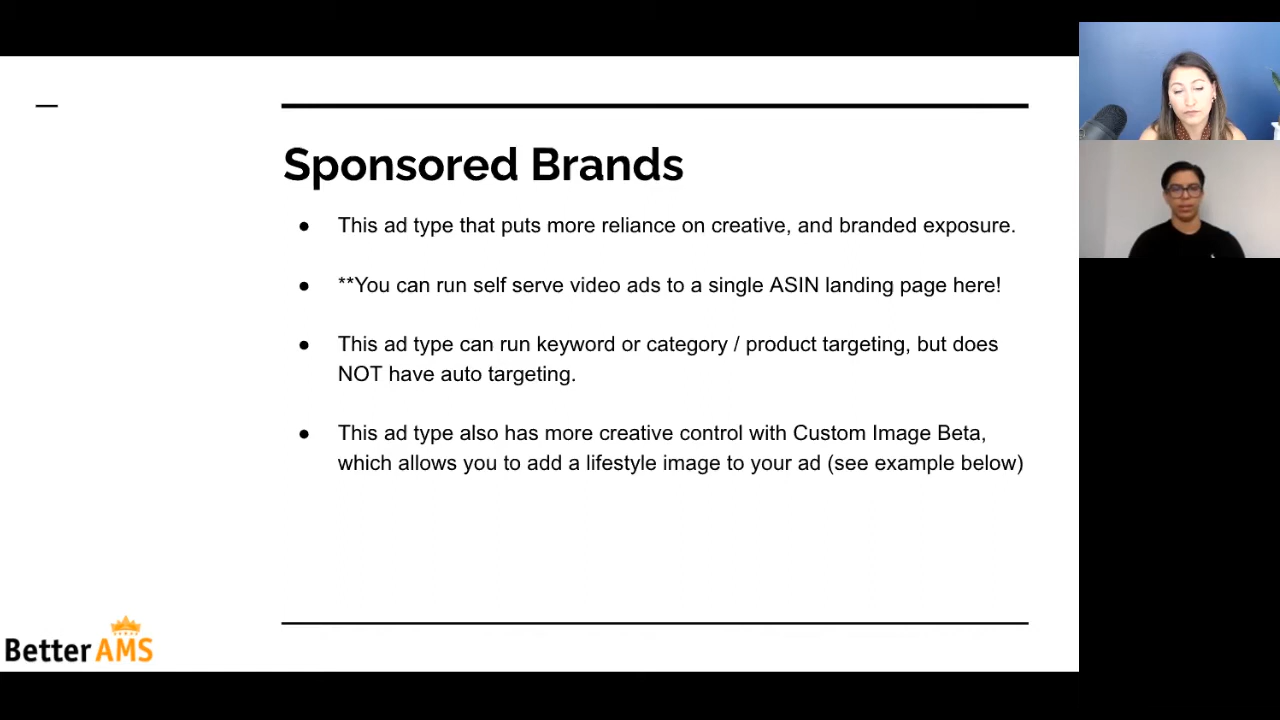 Sponsored Brands
● This ad type that puts more reliance on creative, and branded exposure.
● **You can run self serve video ads to a single ASIN landing page here!
● This ad type can run keyword or category / product targeting, but does
NOT have auto targeting.
● This ad type also has more creative control with Custom Image Beta,
which allows you to add a lifestyle image to your ad (see example below)
BetterAMS